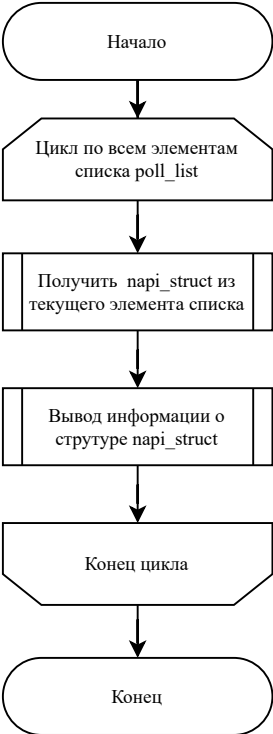 Начало
Цикл по всем элементам
списка poll_list
Получить napi_struct из
текущего элемента списка
Вывод информации о
струтуре napi_struct
Конец цикла
Конец